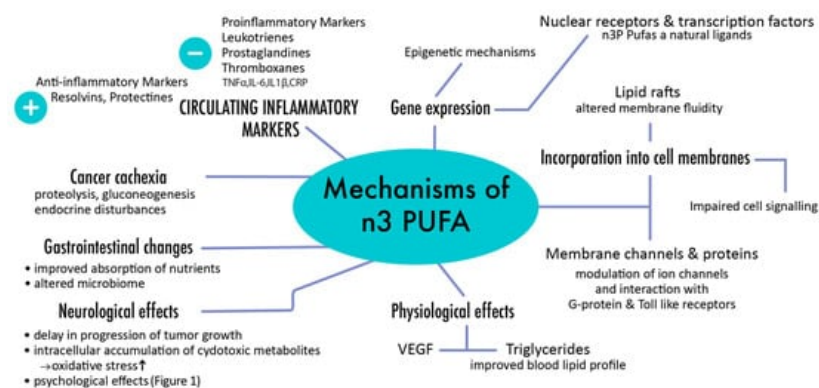 Proinflammatory Markers
Leukotrienes
Prostaglandines
Thromboxanes
TNFα,IL-6,IL1β,CRP
−
Anti-inflammatory Markers
Resolvins, Protectines
+
CIRCULATING INFLAMMATORY
MARKERS
Epigenetic mechanisms
Gene expression
Nuclear receptors & transcription factors
n3P Pufas a natural ligands
Lipid rafts
altered membrane fluidity
Incorporation into cell membranes
Impaired cell signalling
Membrane channels & proteins
modulation of ion channels
and interaction with
G-protein & Toll like receptors
Mechanisms of
n3 PUFA
Cancer cachexia
proteolysis, gluconeogenesis
endocrine disturbances
Gastrointestinal changes
• improved absorption of nutrients
• altered microbiome
Neurological effects
• delay in progression of tumor growth
• intracellular accumulation of cydotoxic metabolites
→oxidative stress↑
• psychological effects(Figure 1)
Physiological effects
VEGF
Triglycerides
improved blood lipid profile